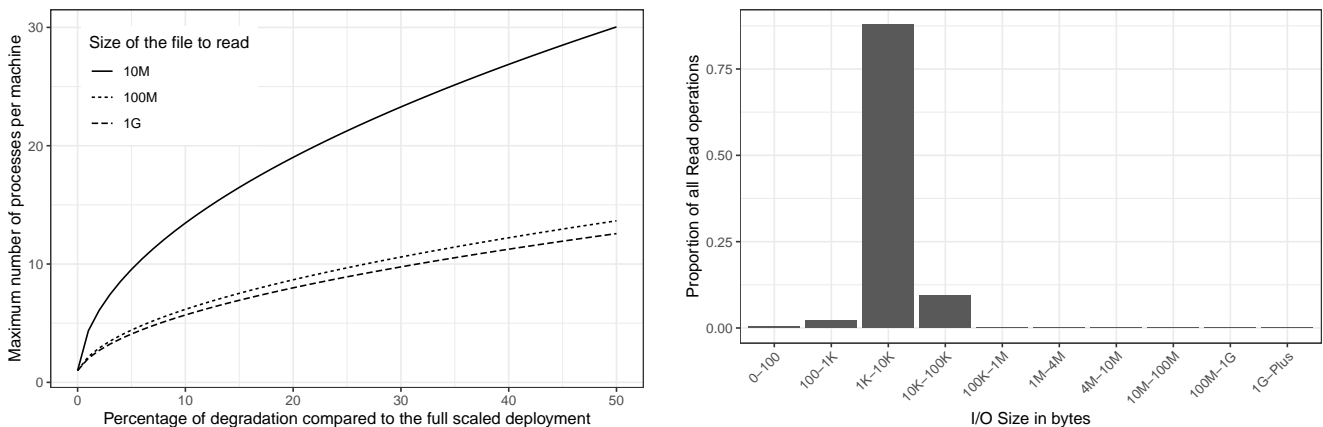 Maximum number of processes per machine
30
20
10
0
Size of the file to read
10M
100M
1G
0
10
20
30
40
50
Percentage of degradation compared to the full scaled deployment
Proportion of all Read operations
0.75
0.50
0.25
0.00
0−100
100−1K
1K−10K
10K−100K
100K−1M
1M−4M
4M−10M
10M−100M
100M−1G
1G−Plus
I/O Size in bytes